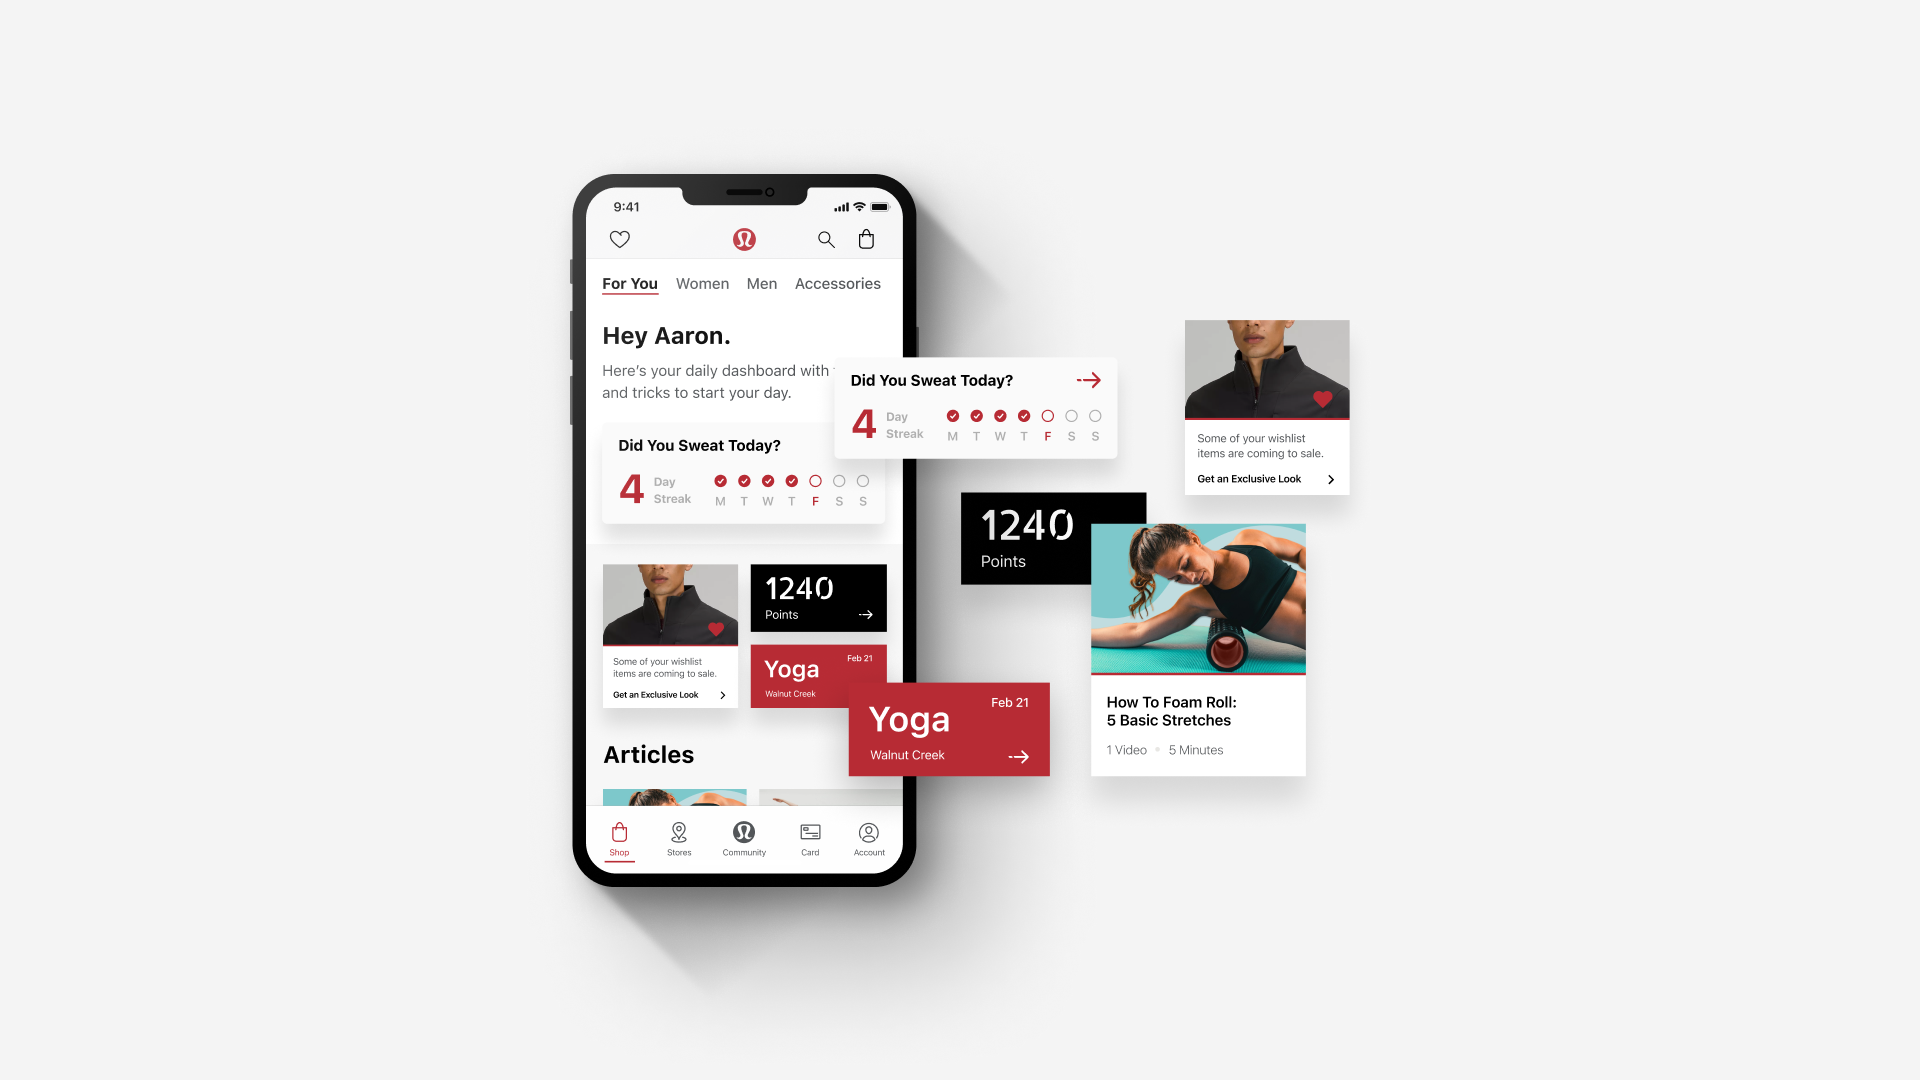 9:41
For You Women Men Accessories
Hey Aaron.
Here's your daily dashboard with
and tricks to start your day.
Did You Sweat Today?
4 Day
Streak
M T W T F S S
Some of your wishlist
items are coming to sale.
Get an Exclusive Look
1240
Points
Yoga
Feb 21
Walnut Creek
Articles
Shop Stores Community Card Account
Did You Sweat Today?
4 Day
Streak
M T W T F S S
1240
Points
Yoga
Feb 21
Walnut Creek
Some of your wishlist
items are coming to sale.
Get an Exclusive Look
How To Foam Roll:
5 Basic Stretches
1 Video • 5 Minutes